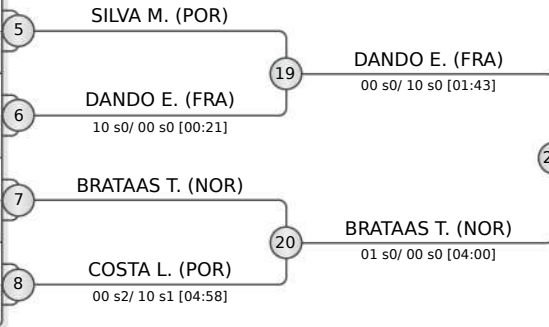 SILVA M. (POR)
5
19
DANDO E. (FRA)
00 s0/ 10 s0 [01:43]
DANDO E. (FRA)
6
10 s0/ 00 s0 [00:21]
BRATAAS T. (NOR)
7
20
BRATAAS T. (NOR)
01 s0/ 00 s0 [04:00]
COSTA L. (POR)
8
00 s2/ 10 s1 [04:58]